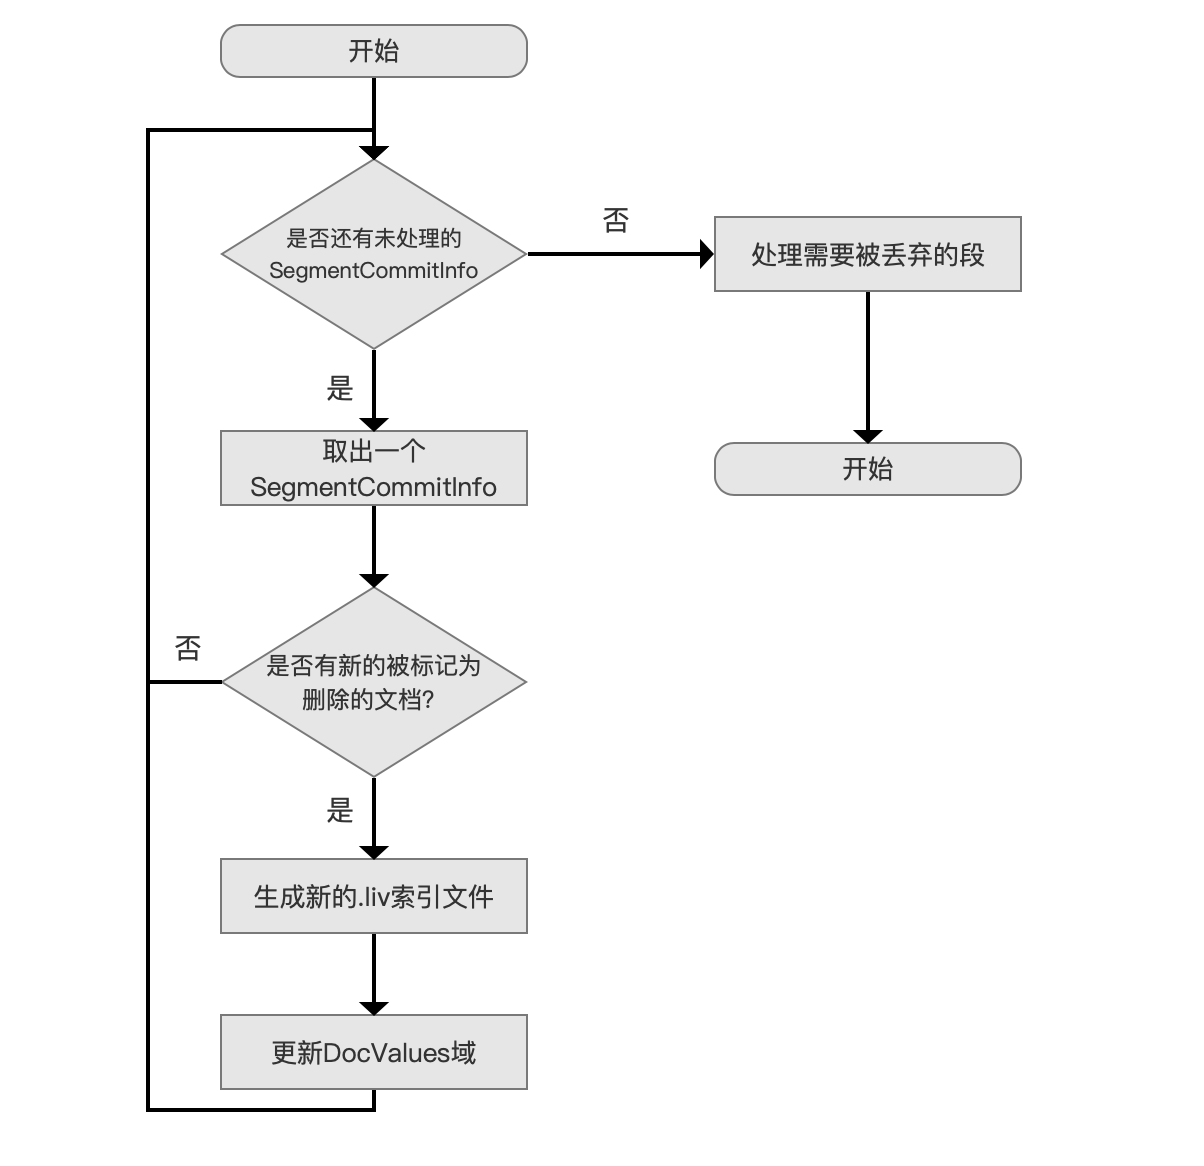 开始
是否还有未处理的
SegmentCommitInfo
否
处理需要被丢弃的段
是
取出一个
SegmentCommitInfo
开始
否
是否有新的被标记为
删除的文档?
是
生成新的.liv索引文件
更新DocValues域